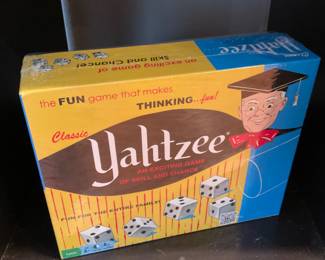 an exciting game of
Skill and Chance!
Classic
Yahtzee
the FUN game that makes
THINKING...fun!
Classic
Yahtzee
AN EXCITING GAME
OF SKILL AND CHANCE
FUN FOR THE ENTIRE FAMILY!